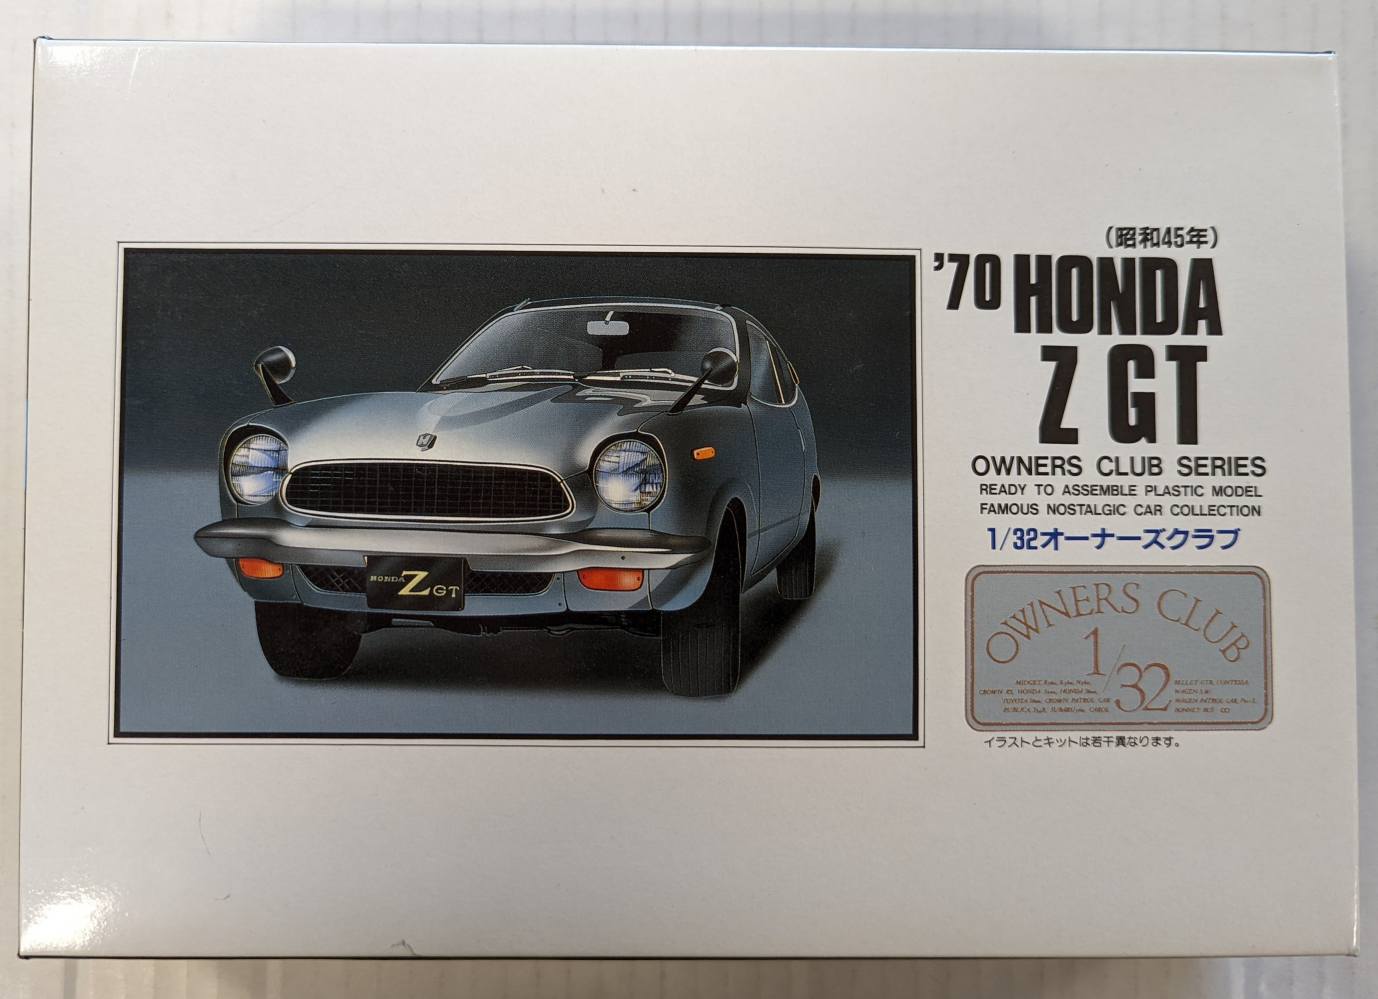 (昭和45年)
'70 HONDA
Z GT
OWNERS CLUB SERIES
READY TO ASSEMBLE PLASTIC MODEL
FAMOUS NOSTALGIC CAR COLLECTION
1/32オーナーズクラブ
HONDA Z GT
OWNERS CLUB
1/32
イラストとキットは若干異なります。